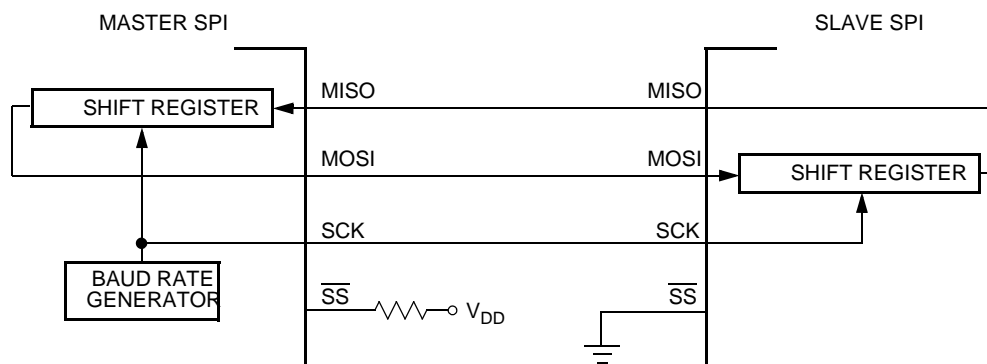 MASTER SPI
SLAVE SPI
SHIFT REGISTER
MISO
MISO
MOSI
MOSI
SHIFT REGISTER
SCK
SCK
BAUD RATE
GENERATOR
SS
VDD
SS